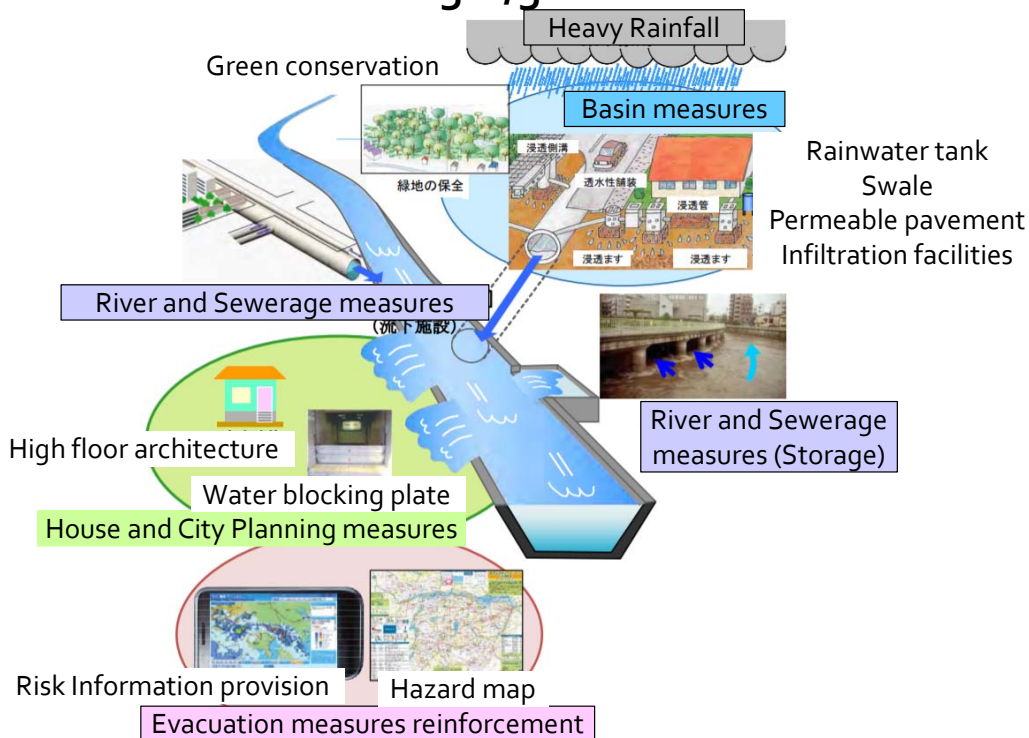 Heavy Rainfall
Green conservation
Basin measures
浸透側溝
透水性舗装
浸透管
緑地の保全
浸透ます
浸透ます
Rainwater tank
Swale
Permeable pavement
Infiltration facilities
River and Sewerage measures
（流下施設）
River and Sewerage
measures (Storage)
High floor architecture
Water blocking plate
House and City Planning measures
Risk Information provision
Hazard map
Evacuation measures reinforcement